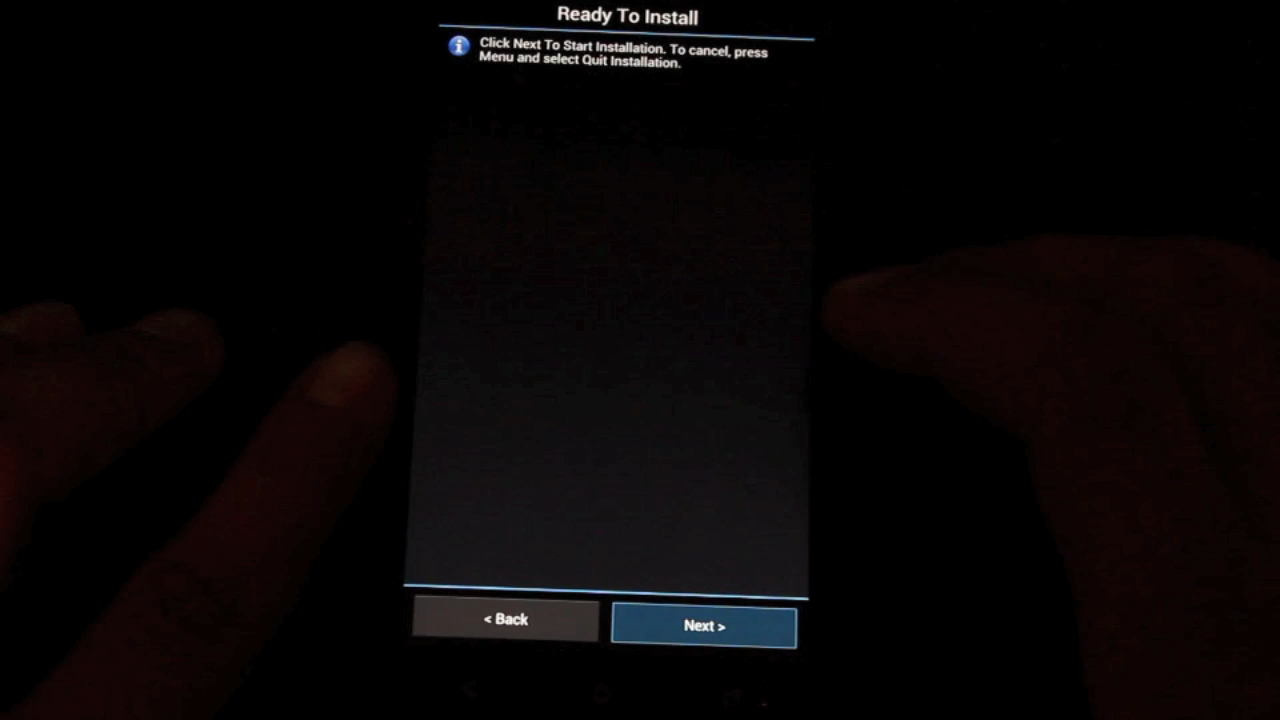 Ready To Install
Click Next To Start Installation. To cancel, press
Menu and select Quit Installation.
< Back
Next >